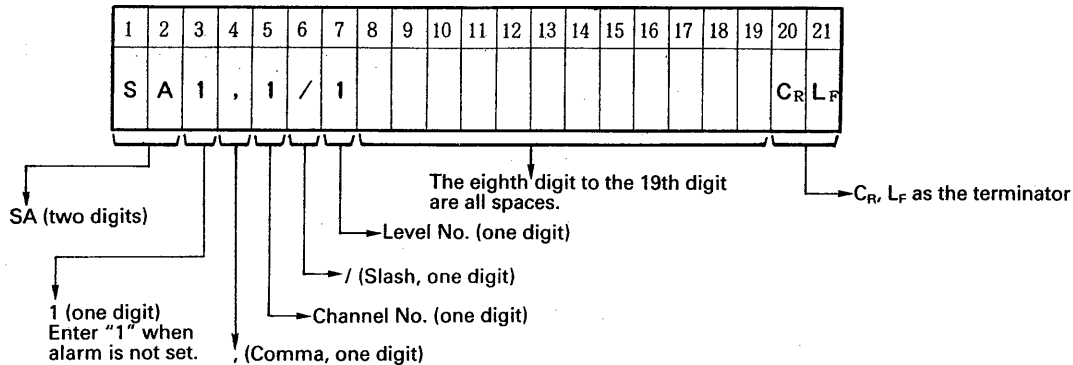 1 2 3 4 5 6 7 8 9 10 11 12 13 14 15 16 17 18 19 20 21
S A 1 , 1 / 1 CR LF
The eighth digit to the 19th digit
are all spaces.
CR, LF as the terminator
SA (two digits)
Level No. (one digit)
/ (Slash, one digit)
1 (one digit)
Enter "1" when
alarm is not set.
Channel No. (one digit)
, (Comma, one digit)